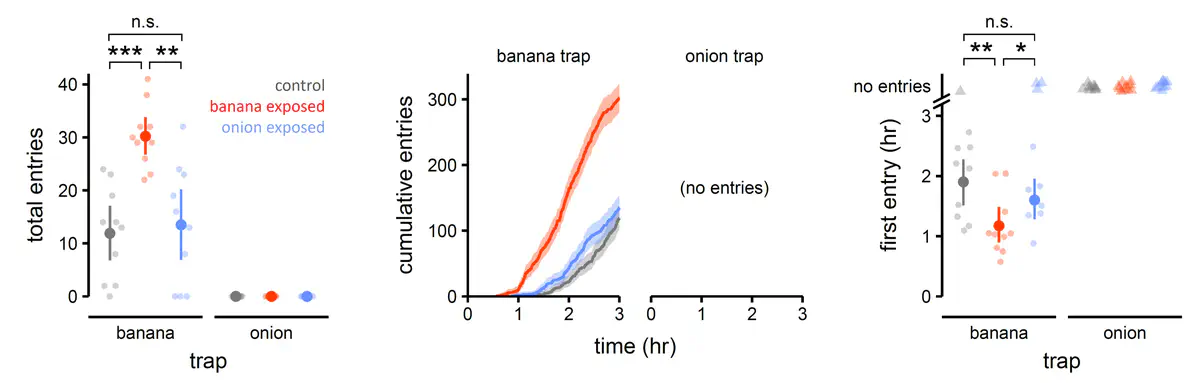 n.s.
*** **
total entries
40
30
20
10
0
control
banana exposed
onion exposed
banana onion
trap
banana trap onion trap
cumulative entries
300
200
100
0
(no entries)
0 1 2 3 0 1 2 3
time (hr)
n.s.
** *
no entries
first entry (hr)
3
2
1
0
banana onion
trap